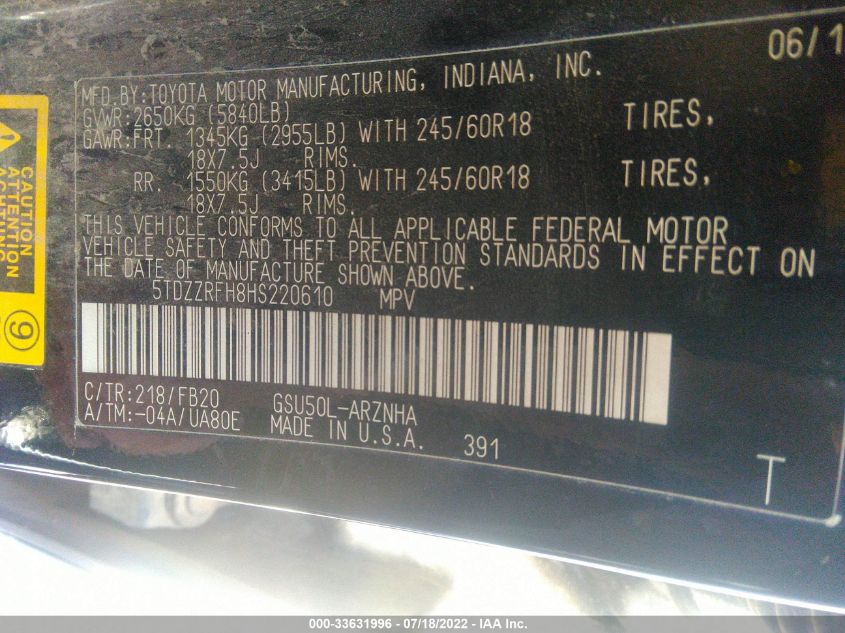 06/1
MFD.BY:TOYOTA MOTOR MANUFACTURING, INDIANA, INC.
GVWR:2650KG (5840LB)
GAWR:FRT. 1345KG (2955LB) WITH 245/60R18 TIRES,
18X7.5J RIMS.
RR. 1550KG (3415LB) WITH 245/60R18 TIRES,
18X7.5J RIMS.
THIS VEHICLE CONFORMS TO ALL APPLICABLE FEDERAL MOTOR
VEHICLE SAFETY AND THEFT PREVENTION STANDARDS IN EFFECT ON
THE DATE OF MANUFACTURE SHOWN ABOVE.
5TDZZRFH8HS220610 MPV
C/TR:218/FB20 GSU50L-ARZNHA
A/TM:-04A/UA80E MADE IN U.S.A. 391
T
CAUTION
ATTENTION
9
000-33631996 - 07/18/2022 - IAA Inc.